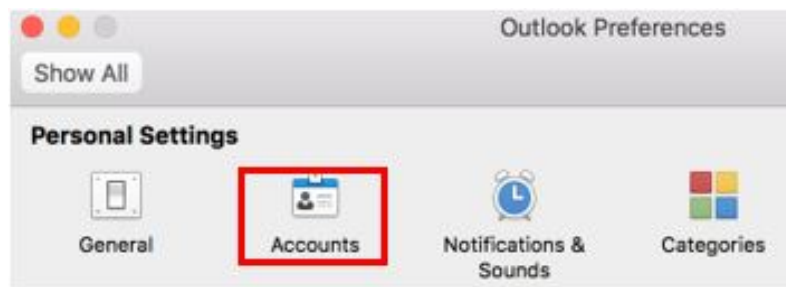 Outlook Preferences
Show All
Personal Settings
General
Accounts
Notifications &
Sounds
Categories